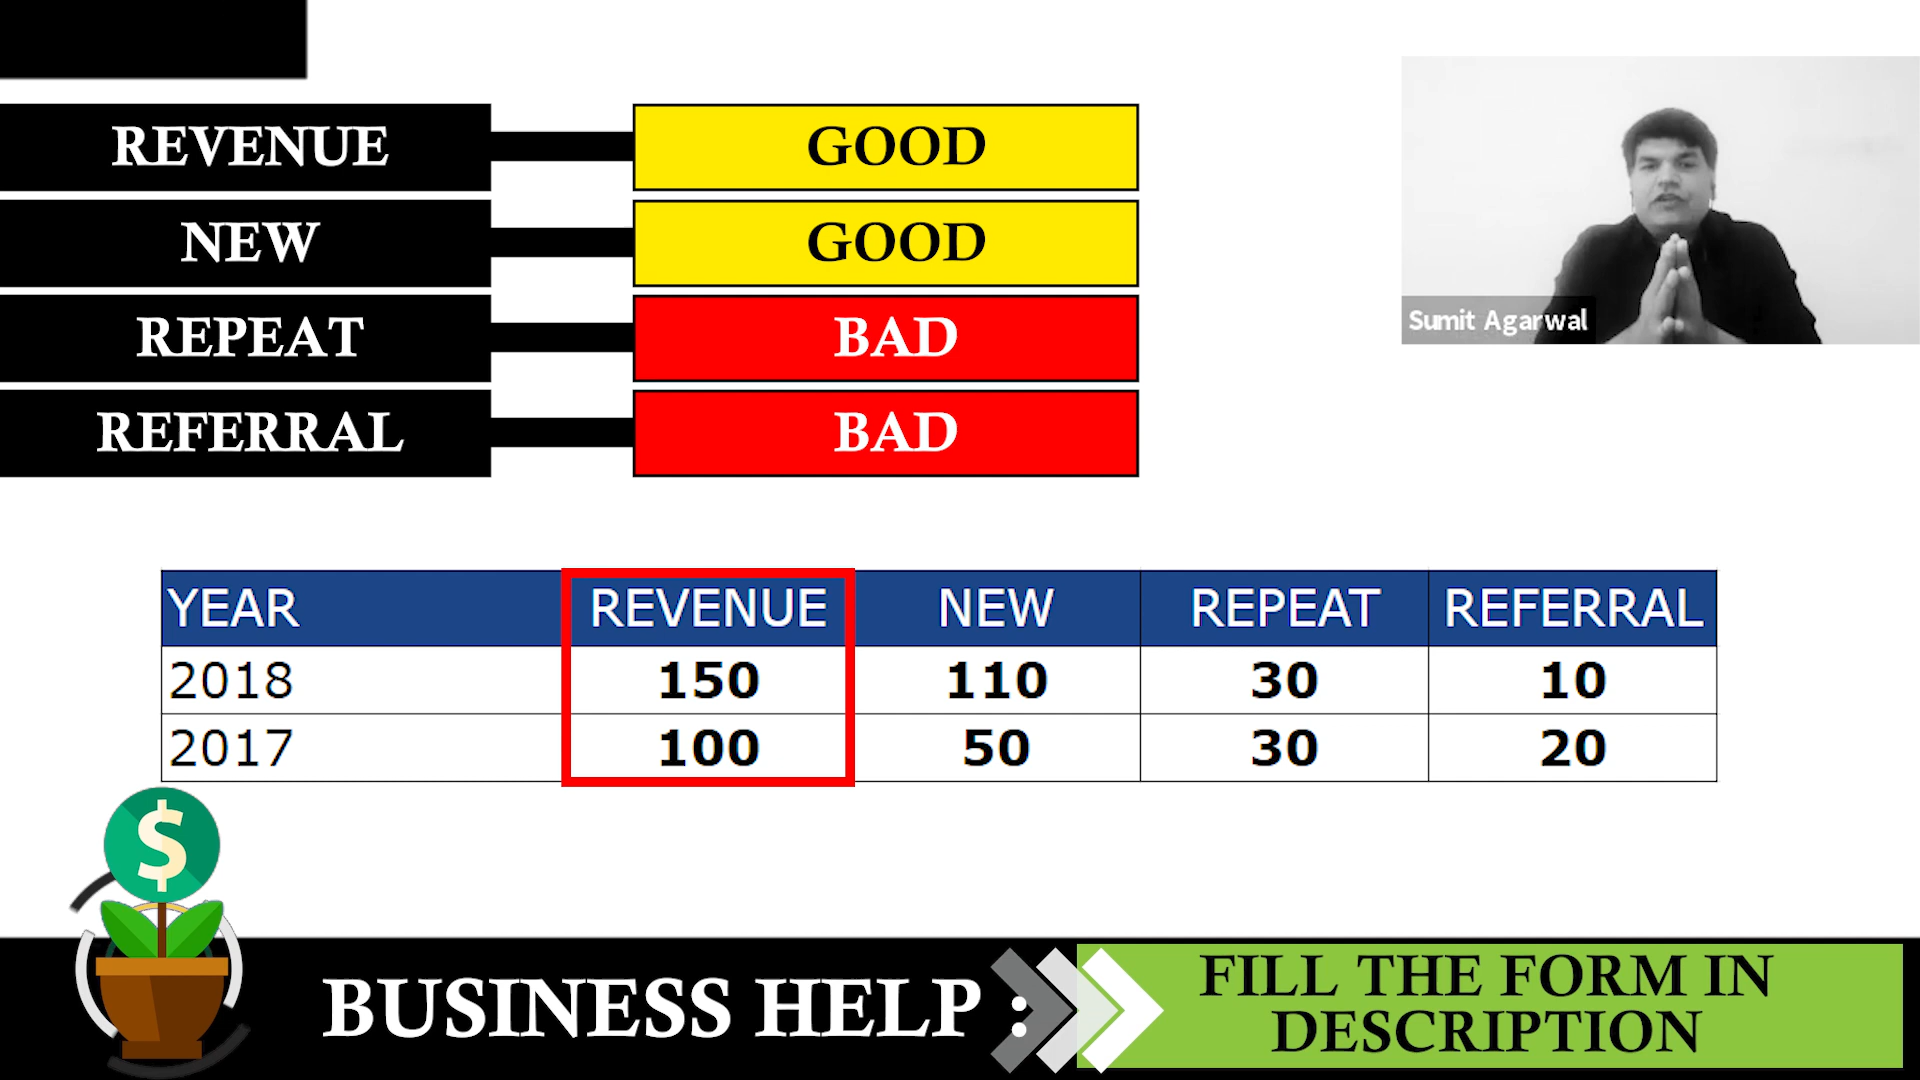 REVENUE GOOD
NEW GOOD
REPEAT BAD
REFERRAL BAD
Sumit Agarwal
YEAR REVENUE NEW REPEAT REFERRAL
2018 150 110 30 10
2017 100 50 30 20
$
BUSINESS HELP :
FILL THE FORM IN
DESCRIPTION